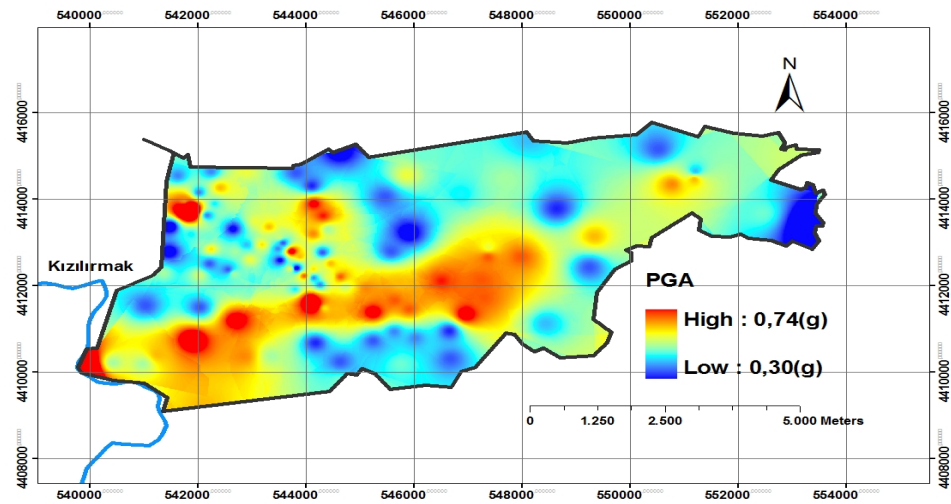 540000 542000 544000 546000 548000 550000 552000 554000
4416000 4416000
N
4414000 4414000
Kızılırmak
4412000 4412000
PGA
High : 0,74(g)
Low : 0,30(g)
4410000 4410000
0 1.250 2.500 5.000 Meters
4408000 4408000
540000 542000 544000 546000 548000 550000 552000 554000